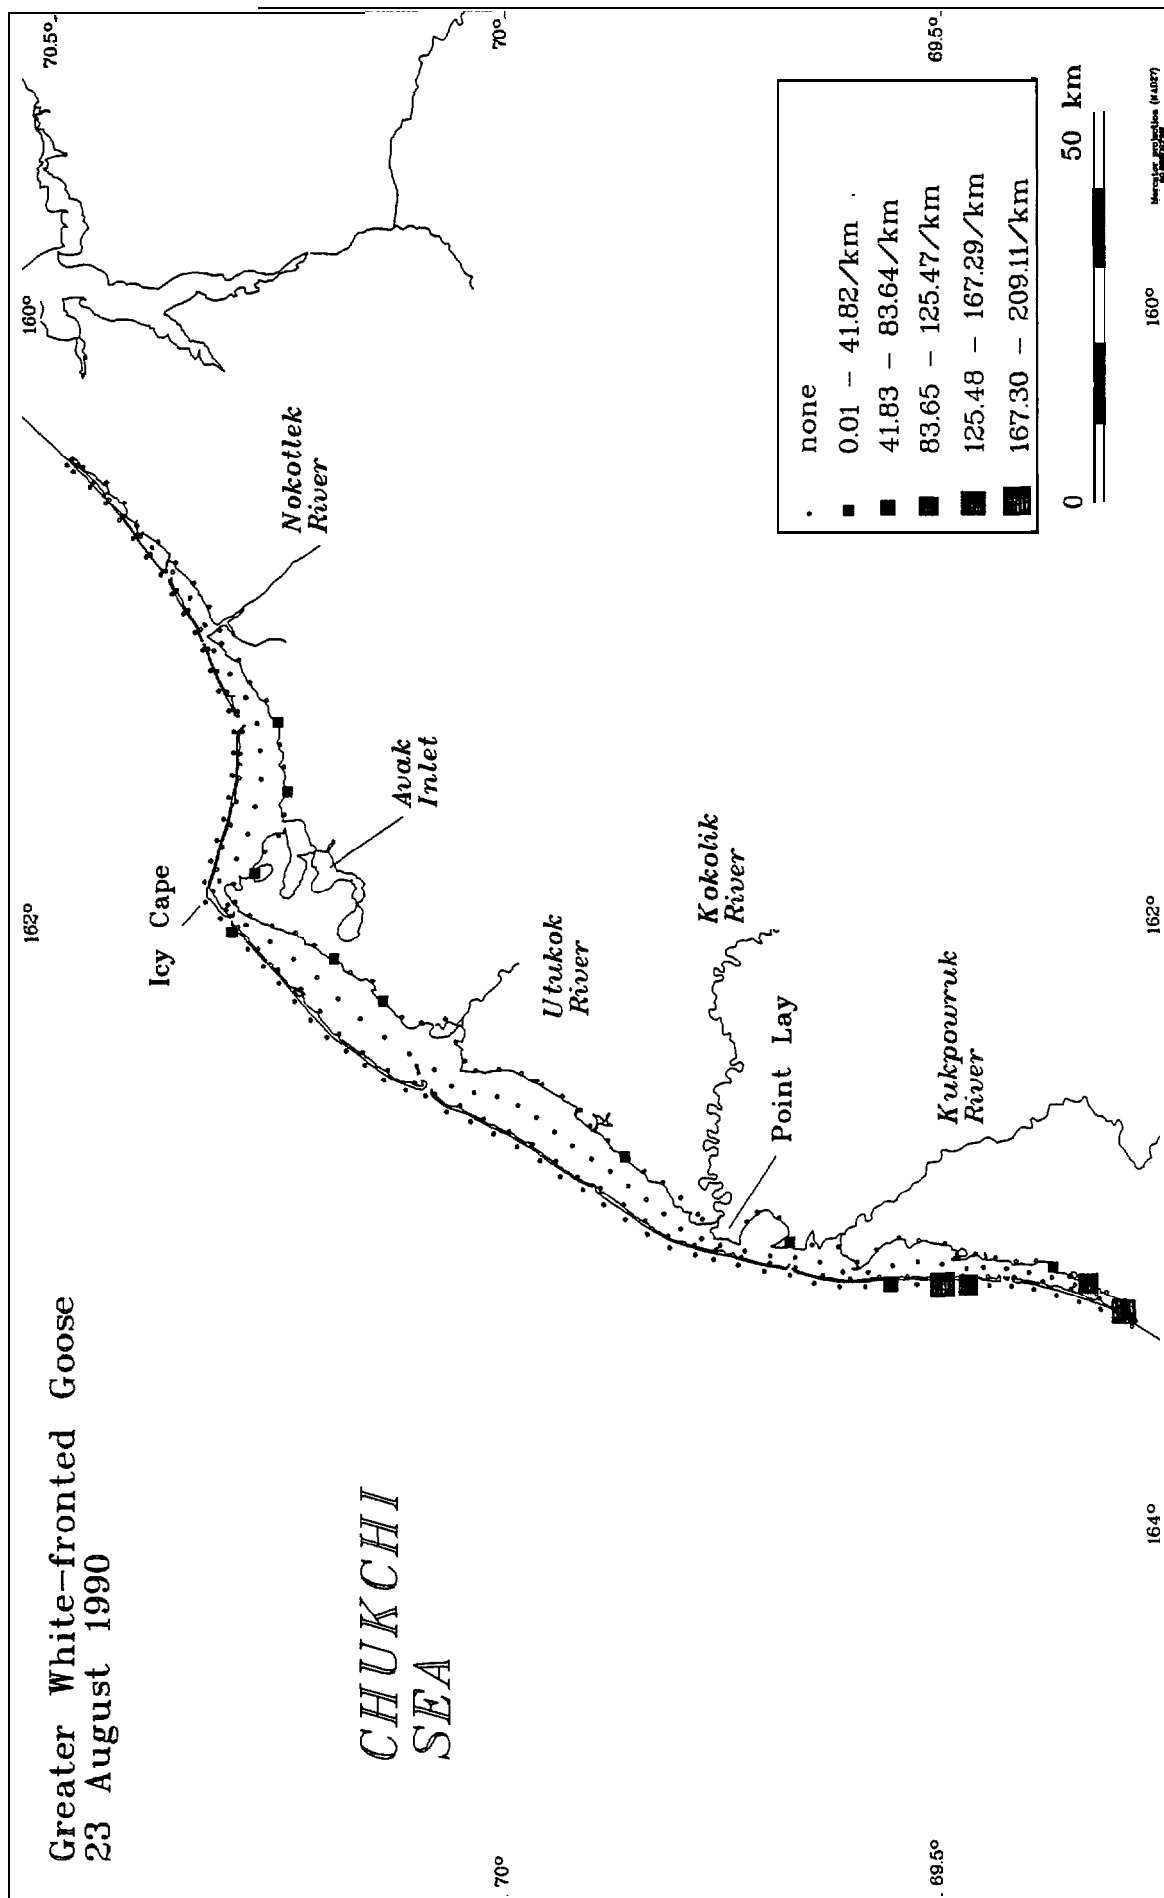 Greater White-fronted Goose
23 August 1990
CHUKCHI
SEA
162°
160°
70.5°
70°
69.5°
70°
69.5°
164°
162°
160°
Icy Cape
Nokotlek
River
Avak
Inlet
Utukok
River
Kokolik
River
Point Lay
Kukpowruk
River
none
0.01 - 41.82/km
41.83 - 83.64/km
83.65 - 125.47/km
125.48 - 167.29/km
167.30 - 209.11/km
0 50 km
Mercator projection (NAD27)